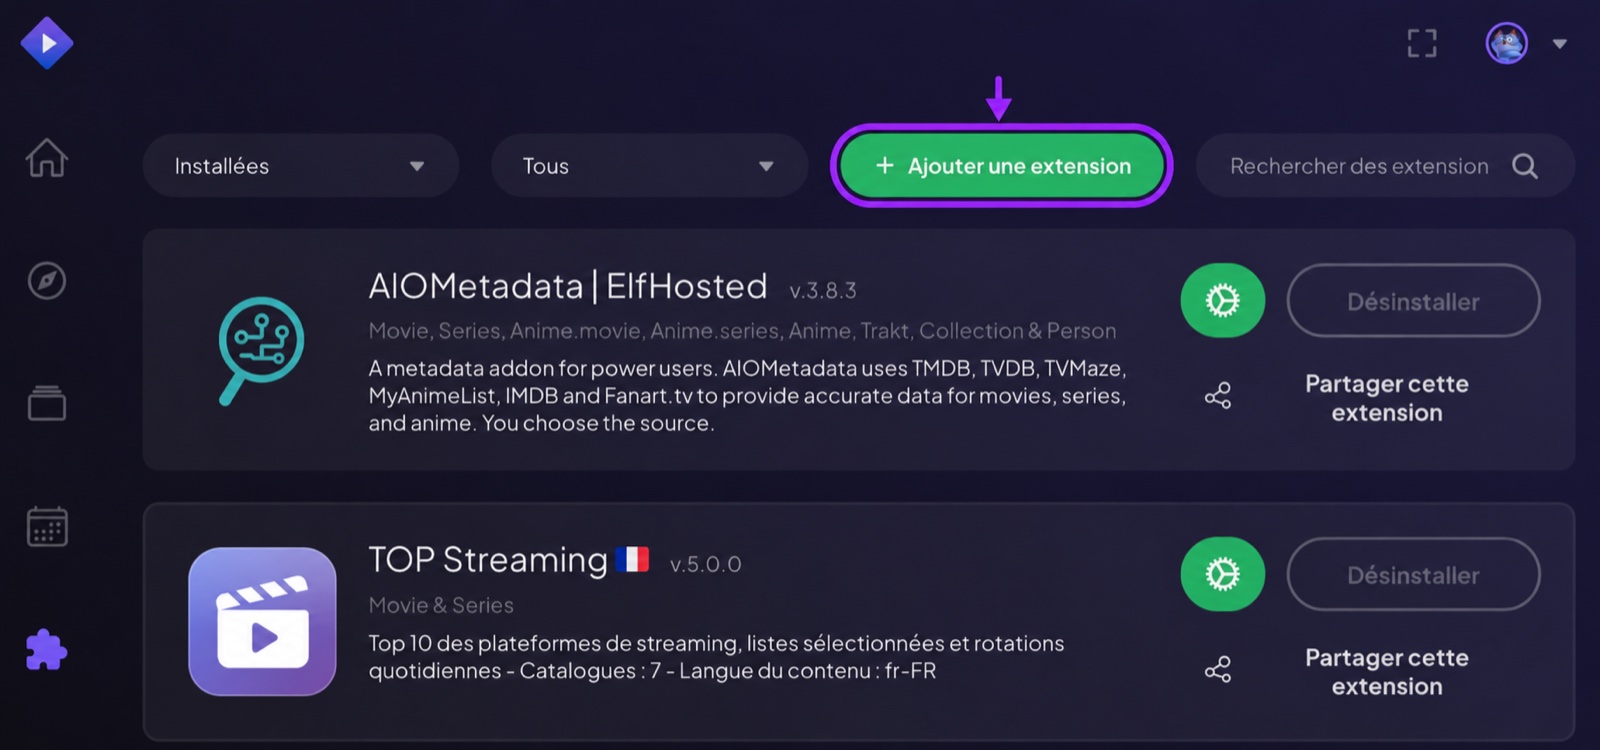 Installées
Tous
+ Ajouter une extension
Rechercher des extension
AIOMetadata | ElfHosted v.3.8.3
Movie, Series, Anime.movie, Anime.series, Anime, Trakt, Collection & Person
A metadata addon for power users. AIOMetadata uses TMDB, TVDB, TVMaze,
MyAnimeList, IMDB and Fanart.tv to provide accurate data for movies, series,
and anime. You choose the source.
Désinstaller
Partager cette
extension
TOP Streaming v.5.0.0
Movie & Series
Top 10 des plateformes de streaming, listes sélectionnées et rotations
quotidiennes - Catalogues : 7 - Langue du contenu : fr-FR
Désinstaller
Partager cette
extension